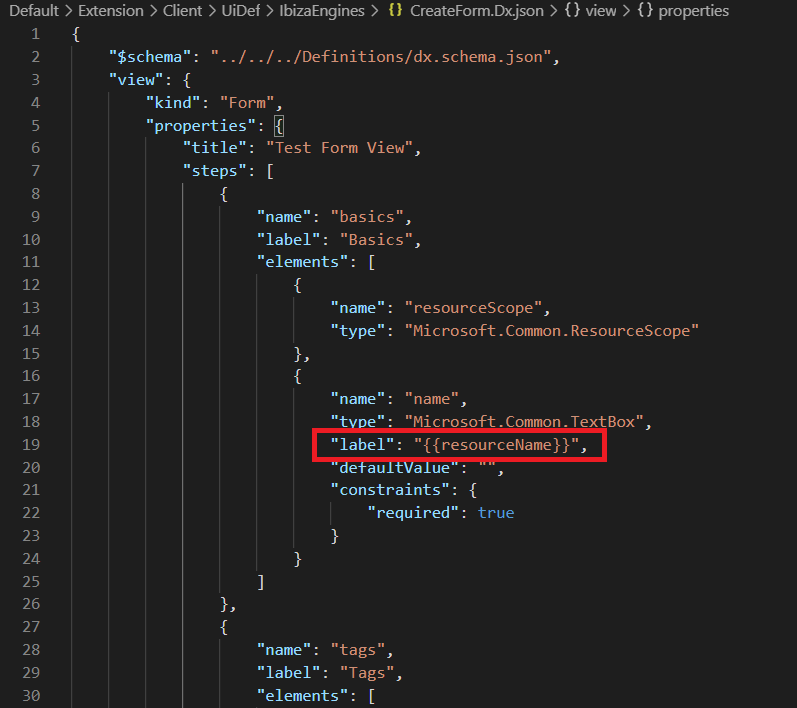 Default > Extension > Client > UiDef > IbizaEngines > {} CreateForm.Dx.json > {} view > {} properties
1 {
2 "$schema": "../../../Definitions/dx.schema.json",
3 "view": {
4 "kind": "Form",
5 "properties": {
6 "title": "Test Form View",
7 "steps": [
8 {
9 "name": "basics",
10 "label": "Basics",
11 "elements": [
12 {
13 "name": "resourceScope",
14 "type": "Microsoft.Common.ResourceScope"
15 },
16 {
17 "name": "name",
18 "type": "Microsoft.Common.TextBox",
19 "label": "{{resourceName}}",
20 "defaultValue": "",
21 "constraints": {
22 "required": true
23 }
24 }
25 ]
26 },
27 {
28 "name": "tags",
29 "label": "Tags",
30 "elements": [